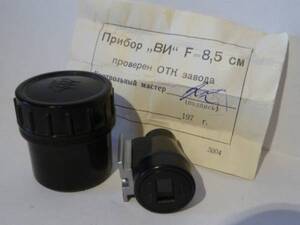 Прибор „ВИ“ F=8,5 см
проверен ОТК завода
Контрольный мастер
(подпись)
197 г.
3004